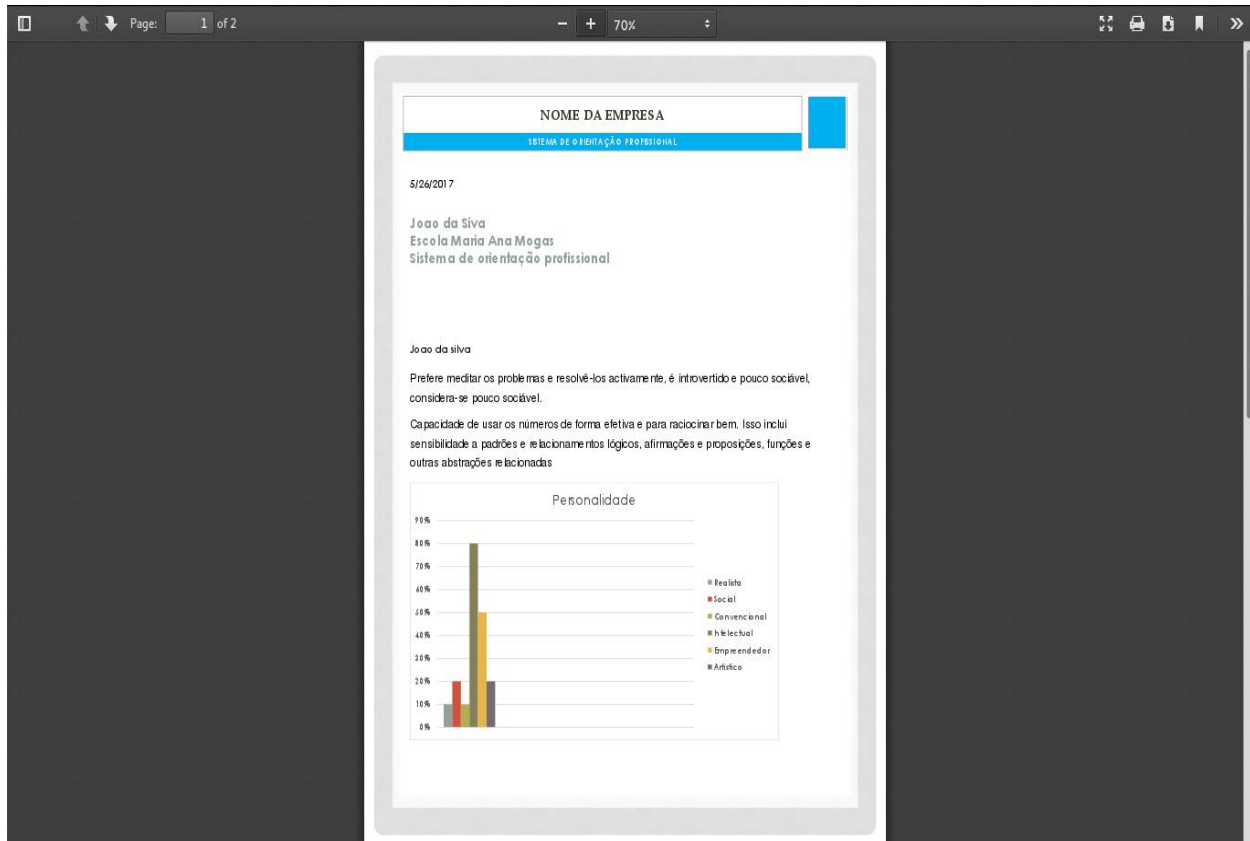 Page: 1 of 2
70%
NOME DA EMPRESA
SISTEMA DE ORIENTAÇÃO PROFISSIONAL
5/26/2017
Joao da Siva
Escola Maria Ana Mogas
Sistema de orientação profissional
Joao da silva
Prefere meditar os problemas e resolvê-los activamente, é introvertido e pouco sociável,
considera-se pouco sociável.
Capacidade de usar os números de forma efetiva e para raciocinar bem. Isso inclui
sensibilidade a padrões e relacionamentos lógicos, afirmações e proposições, funções e
outras abstrações relacionadas
Personalidade
90%
80%
70%
60%
50%
40%
30%
20%
10%
0%
Realista
Social
Convencional
Intelectual
Empreendedor
Artistico